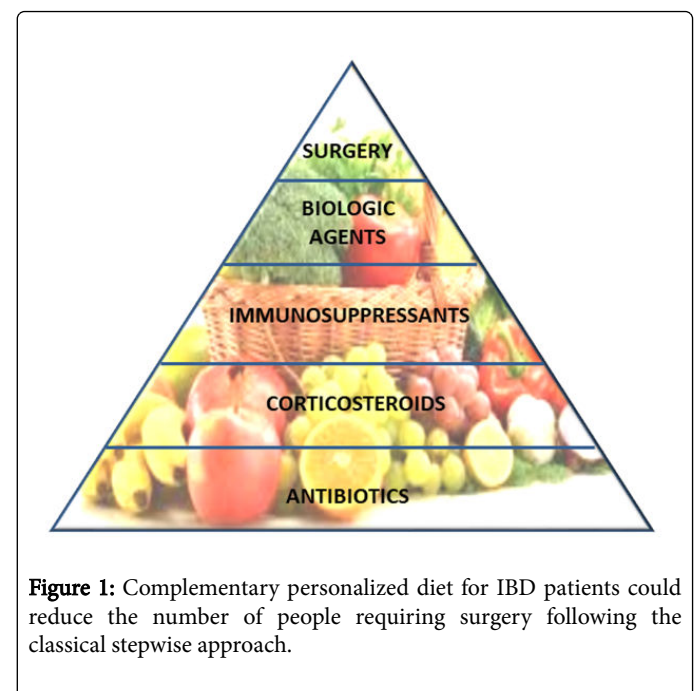 SURGERY
BIOLOGIC
AGENTS
IMMUNOSUPPRESSANTS
CORTICOSTEROIDS
ANTIBIOTICS
Figure 1: Complementary personalized diet for IBD patients could
reduce the number of people requiring surgery following the
classical stepwise approach.